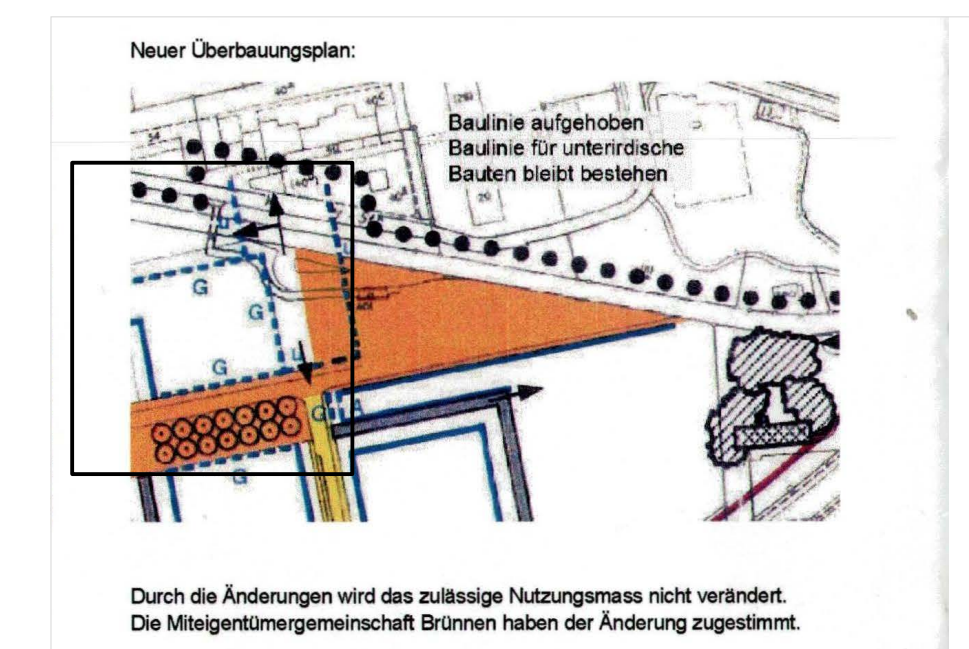 Neuer Überbauungsplan:
Baulinie aufgehoben
Baulinie für unterirdische
Bauten bleibt bestehen
U
G
G
G
U
G
A
G
Durch die Änderungen wird das zulässige Nutzungsmass nicht verändert.
Die Miteigentümergemeinschaft Brünnen haben der Änderung zugestimmt.